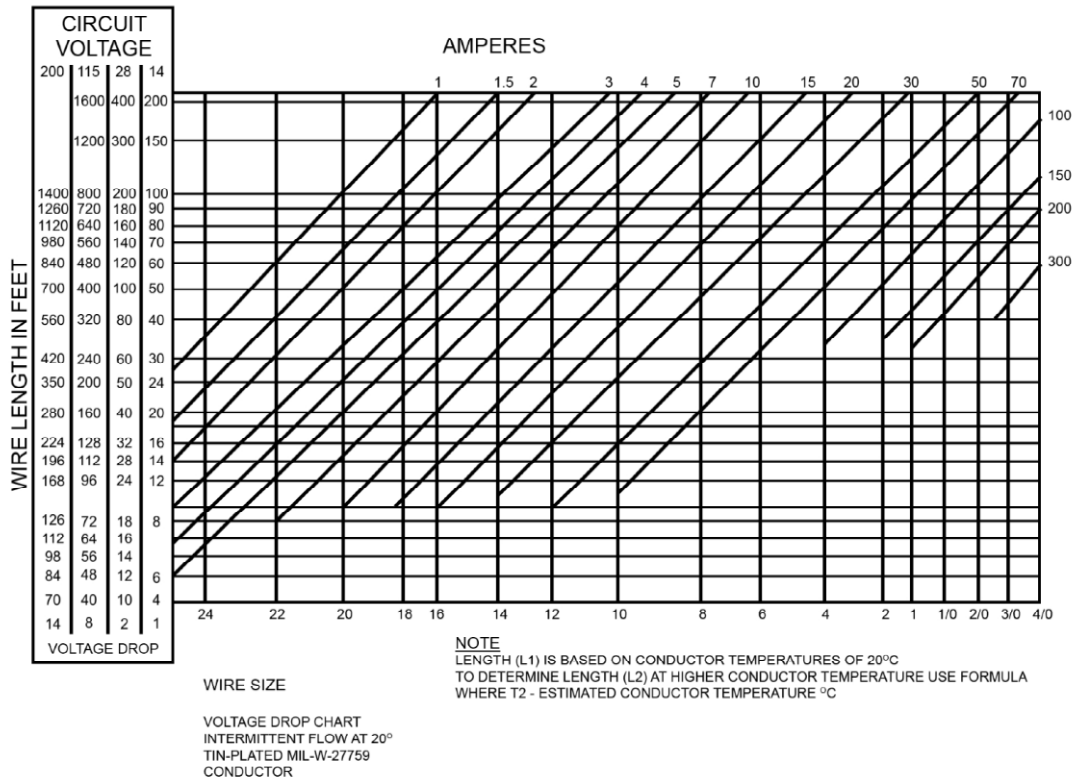 CIRCUIT
VOLTAGE
AMPERES
200 115 28 14
1 1.5 2 3 4 5 7 10 15 20 30 50 70
1600 400 200
100
1200 300 150
150
1400 800 200 100
1260 720 180 90
200
1120 640 160 80
980 560 140 70
840 480 120 60
300
700 400 100 50
560 320 80 40
420 240 60 30
350 200 50 24
280 160 40 20
224 128 32 16
196 112 28 14
168 96 24 12
126 72 18 8
112 64 16
98 56 14
84 48 12 6
70 40 10 4
14 8 2 1
WIRE LENGTH IN FEET
24 22 20 18 16 14 12 10 8 6 4 2 1 1/0 2/0 3/0 4/0
VOLTAGE DROP
NOTE
LENGTH (L1) IS BASED ON CONDUCTOR TEMPERATURES OF 20ºC
TO DETERMINE LENGTH (L2) AT HIGHER CONDUCTOR TEMPERATURE USE FORMULA
WHERE T2 - ESTIMATED CONDUCTOR TEMPERATURE ºC
WIRE SIZE
VOLTAGE DROP CHART
INTERMITTENT FLOW AT 20º
TIN-PLATED MIL-W-27759
CONDUCTOR